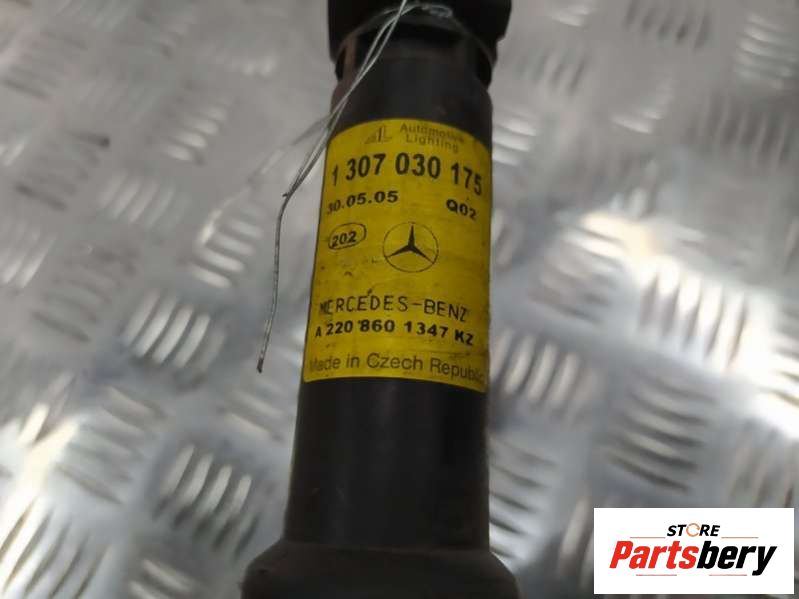 Automotive
Lighting
1 307 030 175
30.05.05 Q02
202
MERCEDES-BENZ
A 220 860 1347 KZ
Made in Czech Republic
STORE
Partsbery